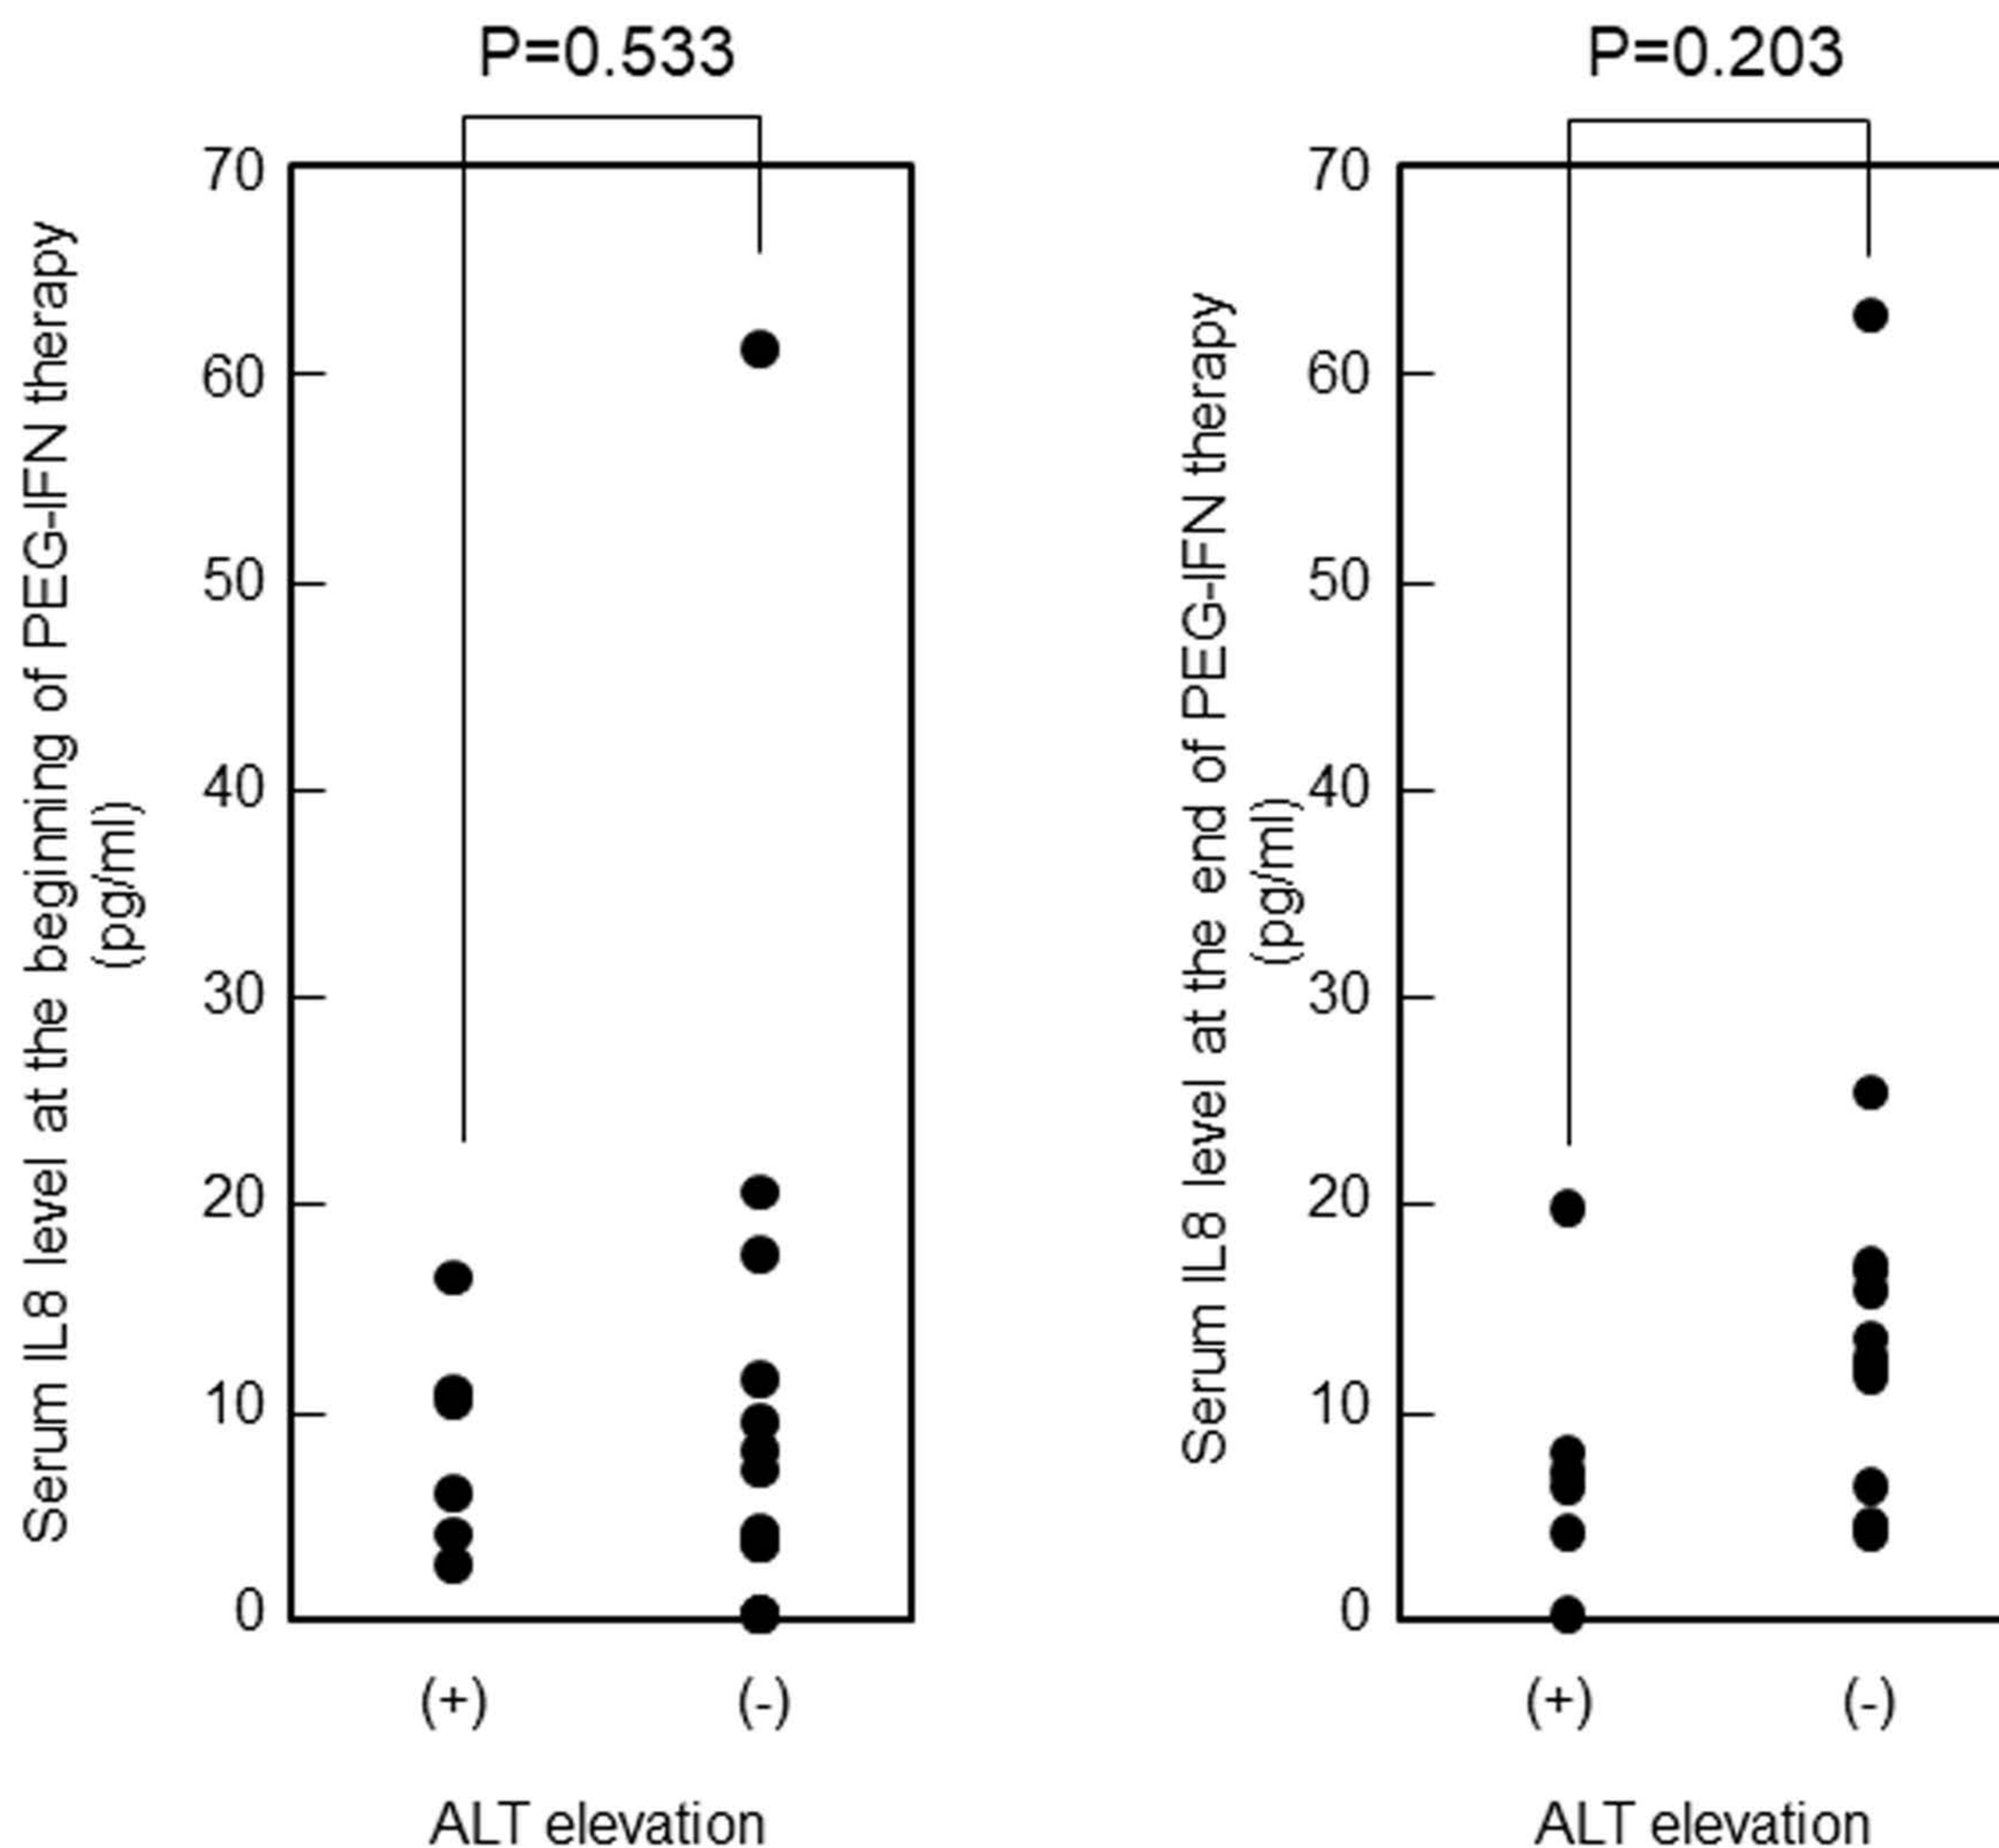 P=0.533
Serum IL8 level at the beginning of PEG-IFN therapy
(pg/ml)
70
60
50
40
30
20
10
0
(+) (-)
ALT elevation
P=0.203
Serum IL8 level at the end of PEG-IFN therapy
(pg/ml)
70
60
50
40
30
20
10
0
(+) (-)
ALT elevation